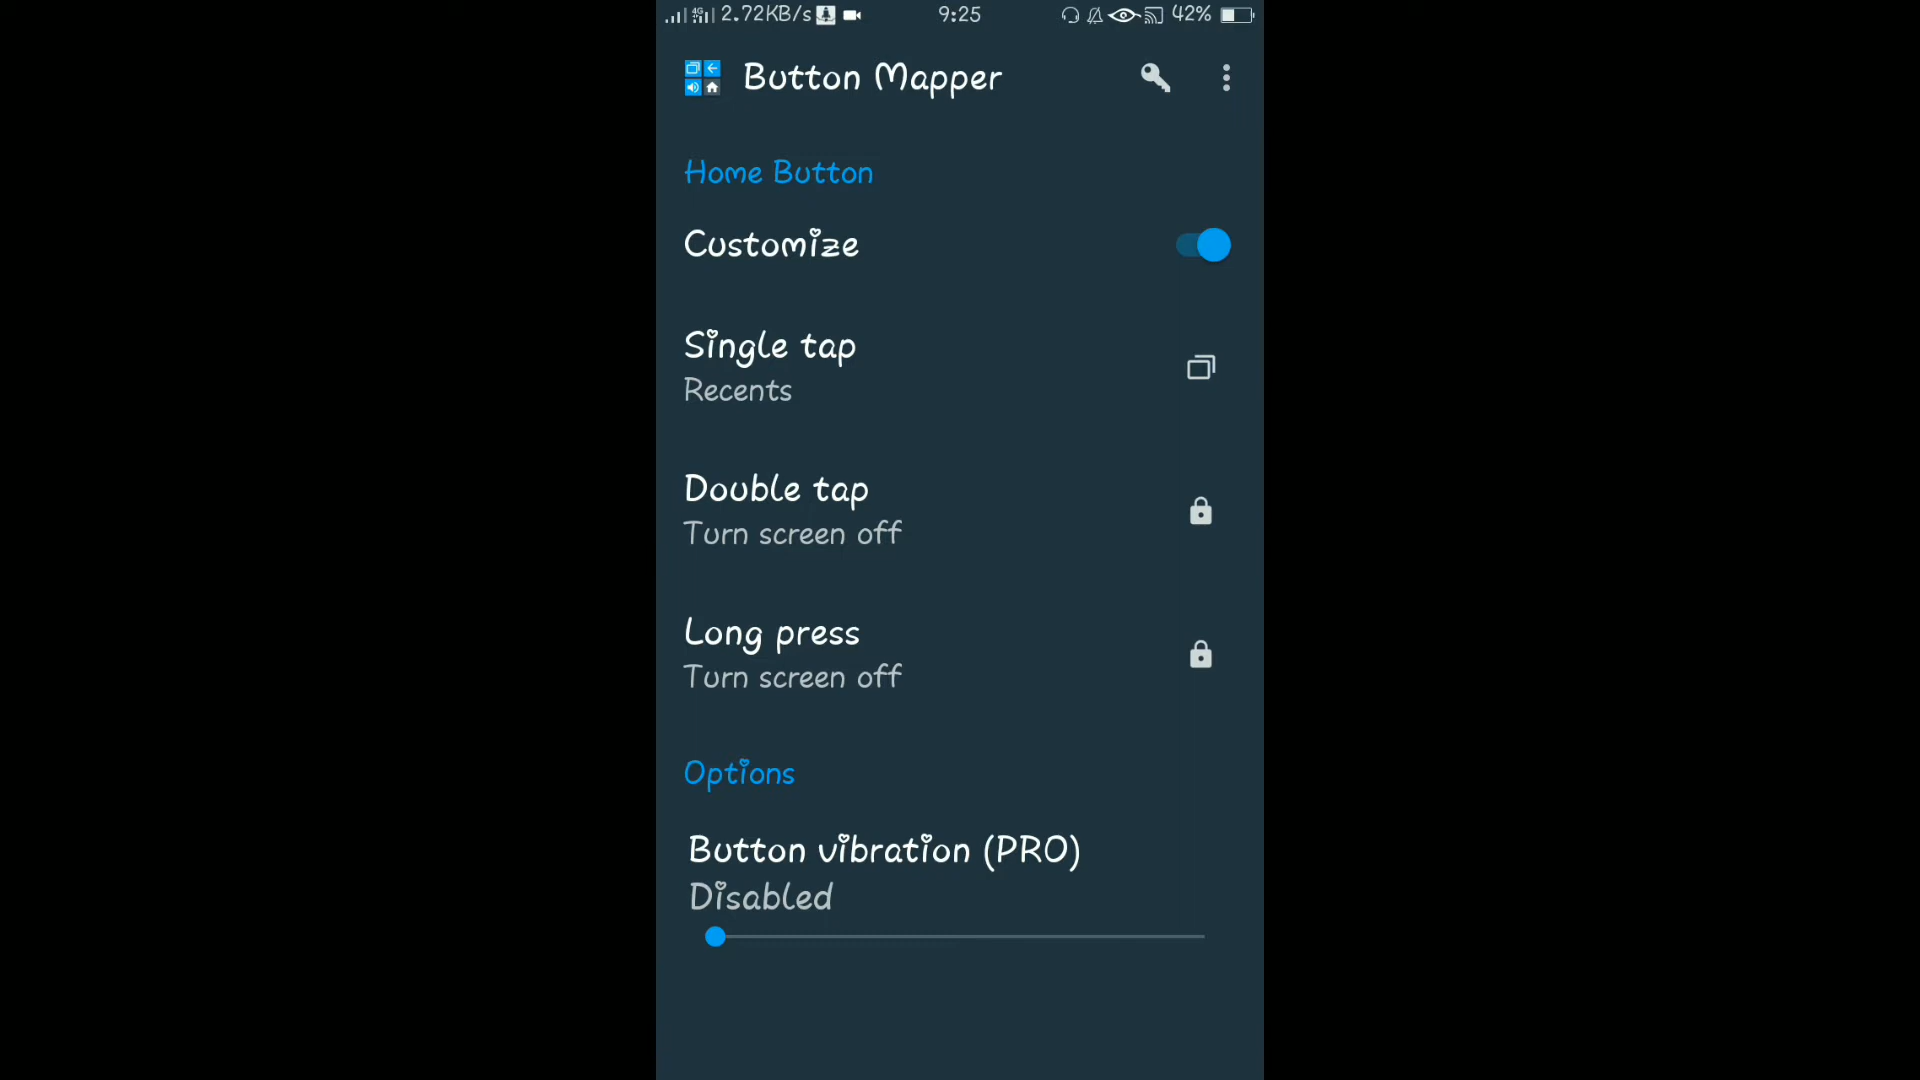 4G 2.72KB/s 9:25 42%
Button Mapper
Home Button
Customize
Single tap
Recents
Double tap
Turn screen off
Long press
Turn screen off
Options
Button vibration (PRO)
Disabled